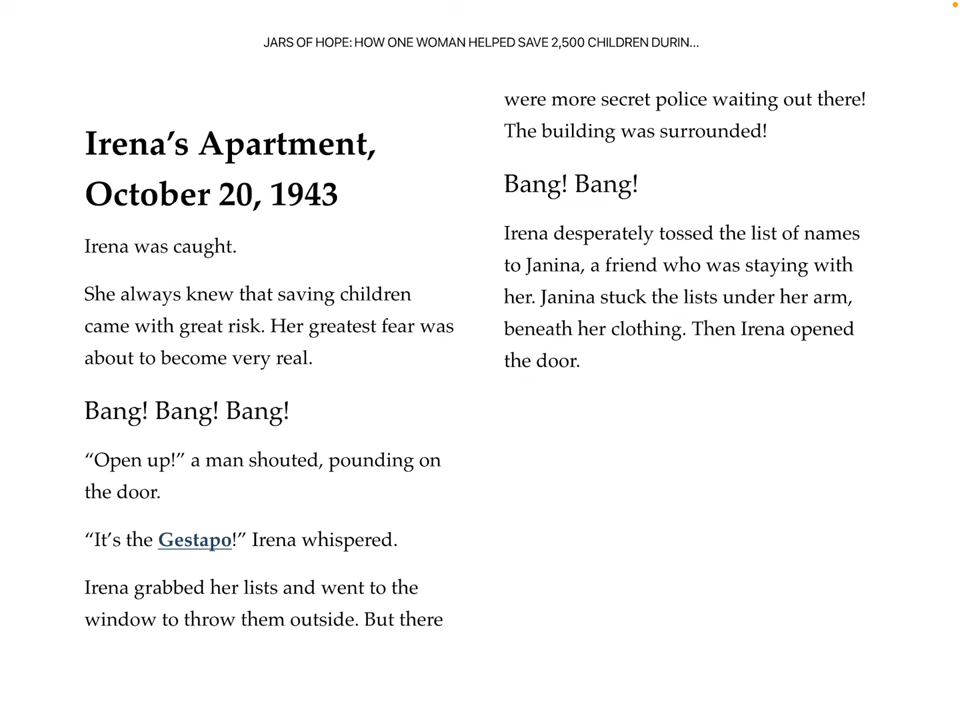 JARS OF HOPE: HOW ONE WOMAN HELPED SAVE 2,500 CHILDREN DURIN...
Irena’s Apartment,
October 20, 1943
Irena was caught.
She always knew that saving children
came with great risk. Her greatest fear was
about to become very real.
Bang! Bang! Bang!
“Open up!” a man shouted, pounding on
the door.
“It’s the Gestapo!” Irena whispered.
Irena grabbed her lists and went to the
window to throw them outside. But there
were more secret police waiting out there!
The building was surrounded!
Bang! Bang!
Irena desperately tossed the list of names
to Janina, a friend who was staying with
her. Janina stuck the lists under her arm,
beneath her clothing. Then Irena opened
the door.